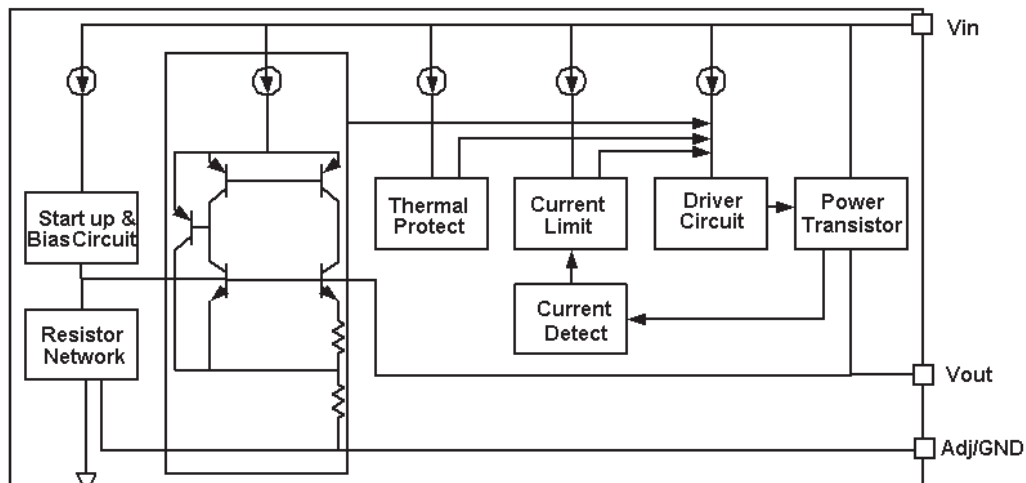 Vin
Start up &
Bias Circuit
Thermal
Protect
Current
Limit
Driver
Circuit
Power
Transistor
Resistor
Network
Current
Detect
Vout
Adj/GND